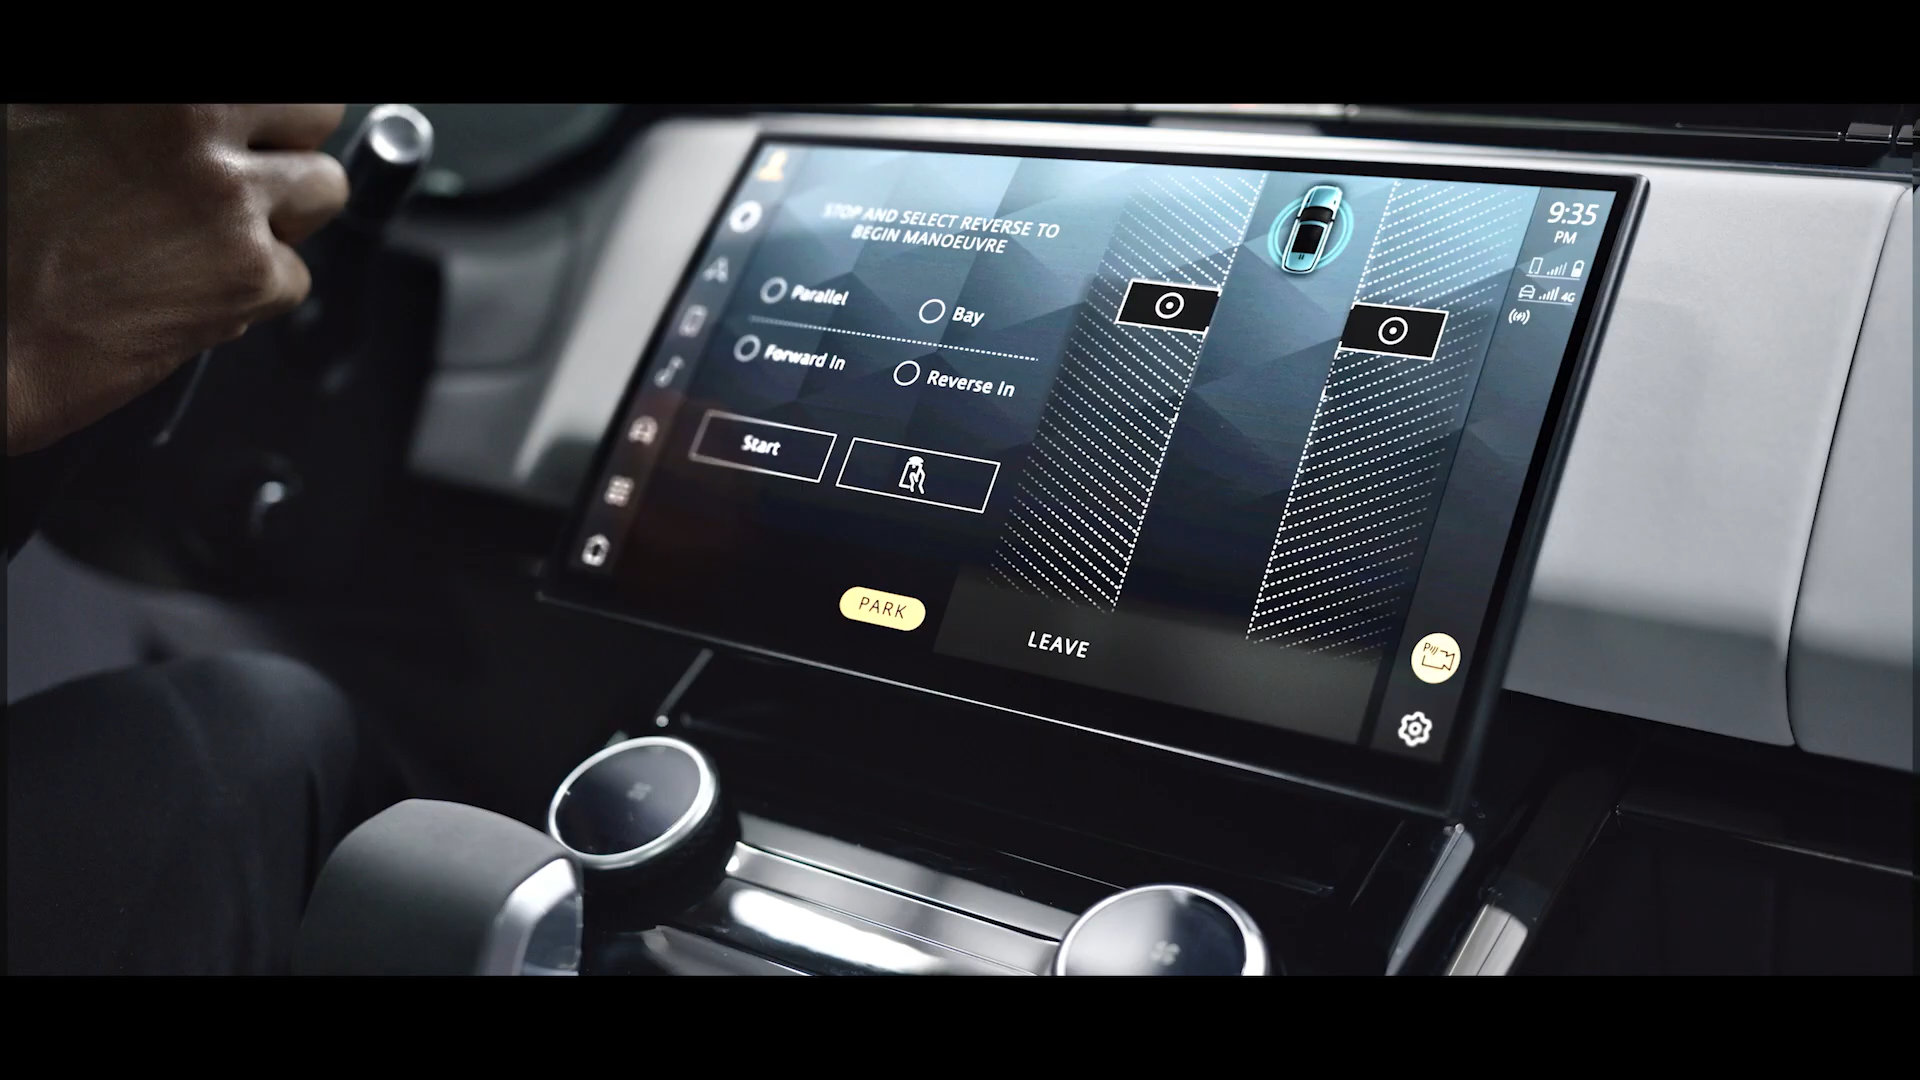 STOP AND SELECT REVERSE TO
BEGIN MANOEUVRE
Parallel
Bay
Forward In
Reverse In
Start
PARK
LEAVE
9:35
PM
4G
P